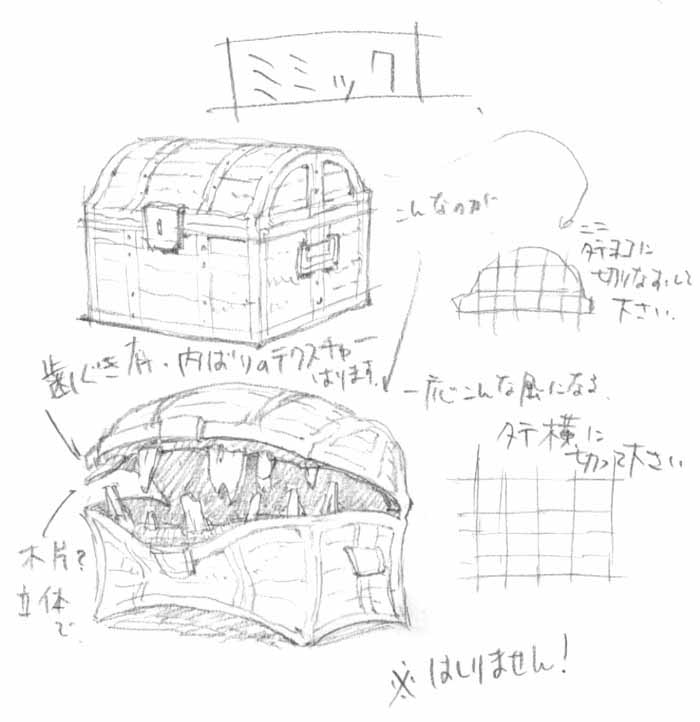 ミミック
こんなのが
ココ
タテヨコに
切りなおして
下さい。
歯ぐき有・内ばりのテクスチャー
はります。
一応こんな風になる。
タテ横に
切って下さい
木片?
立体
で
※はしりません!